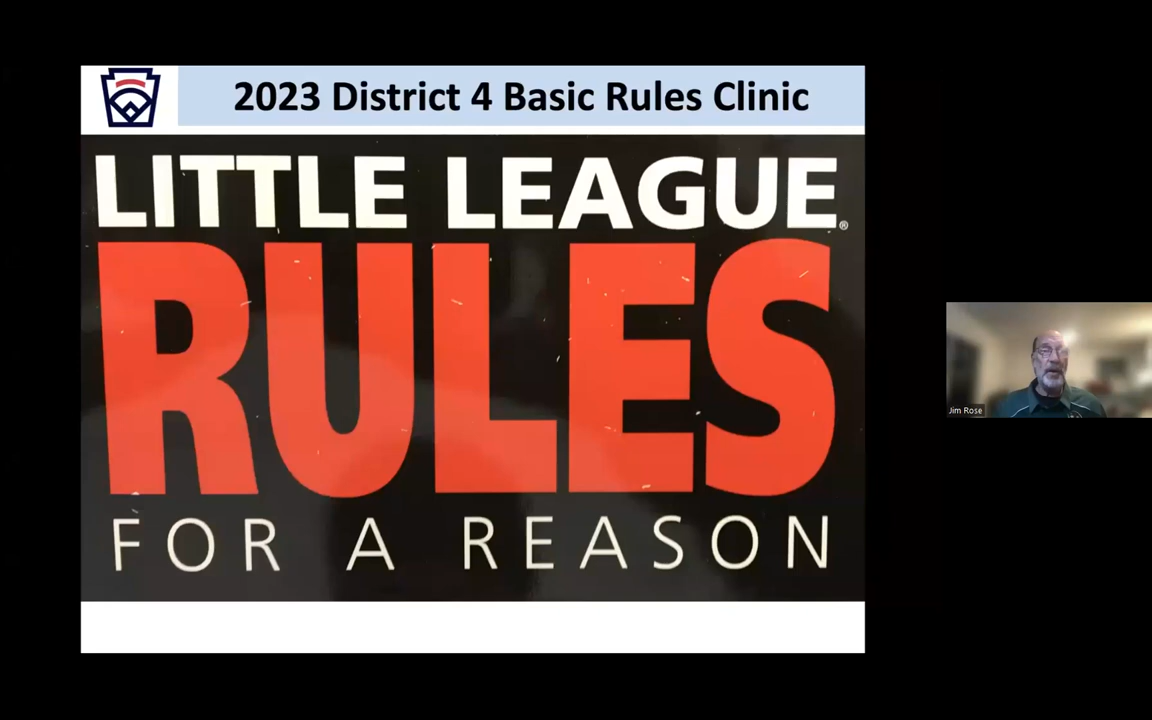 2023 District 4 Basic Rules Clinic
LITTLE LEAGUE®
RULES
FOR A REASON
Jim Rose